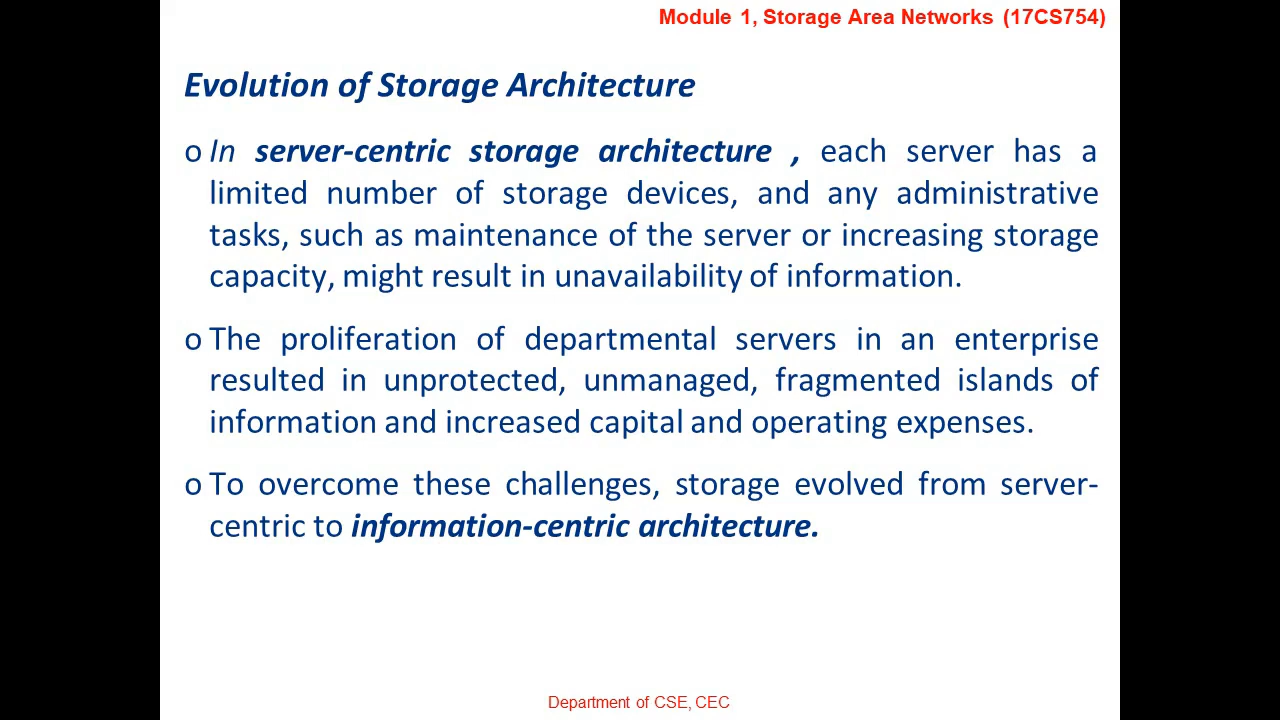 Module 1, Storage Area Networks (17CS754)
Evolution of Storage Architecture
o In server-centric storage architecture , each server has a
limited number of storage devices, and any administrative
tasks, such as maintenance of the server or increasing storage
capacity, might result in unavailability of information.
o The proliferation of departmental servers in an enterprise
resulted in unprotected, unmanaged, fragmented islands of
information and increased capital and operating expenses.
o To overcome these challenges, storage evolved from server-
centric to information-centric architecture.
Department of CSE, CEC